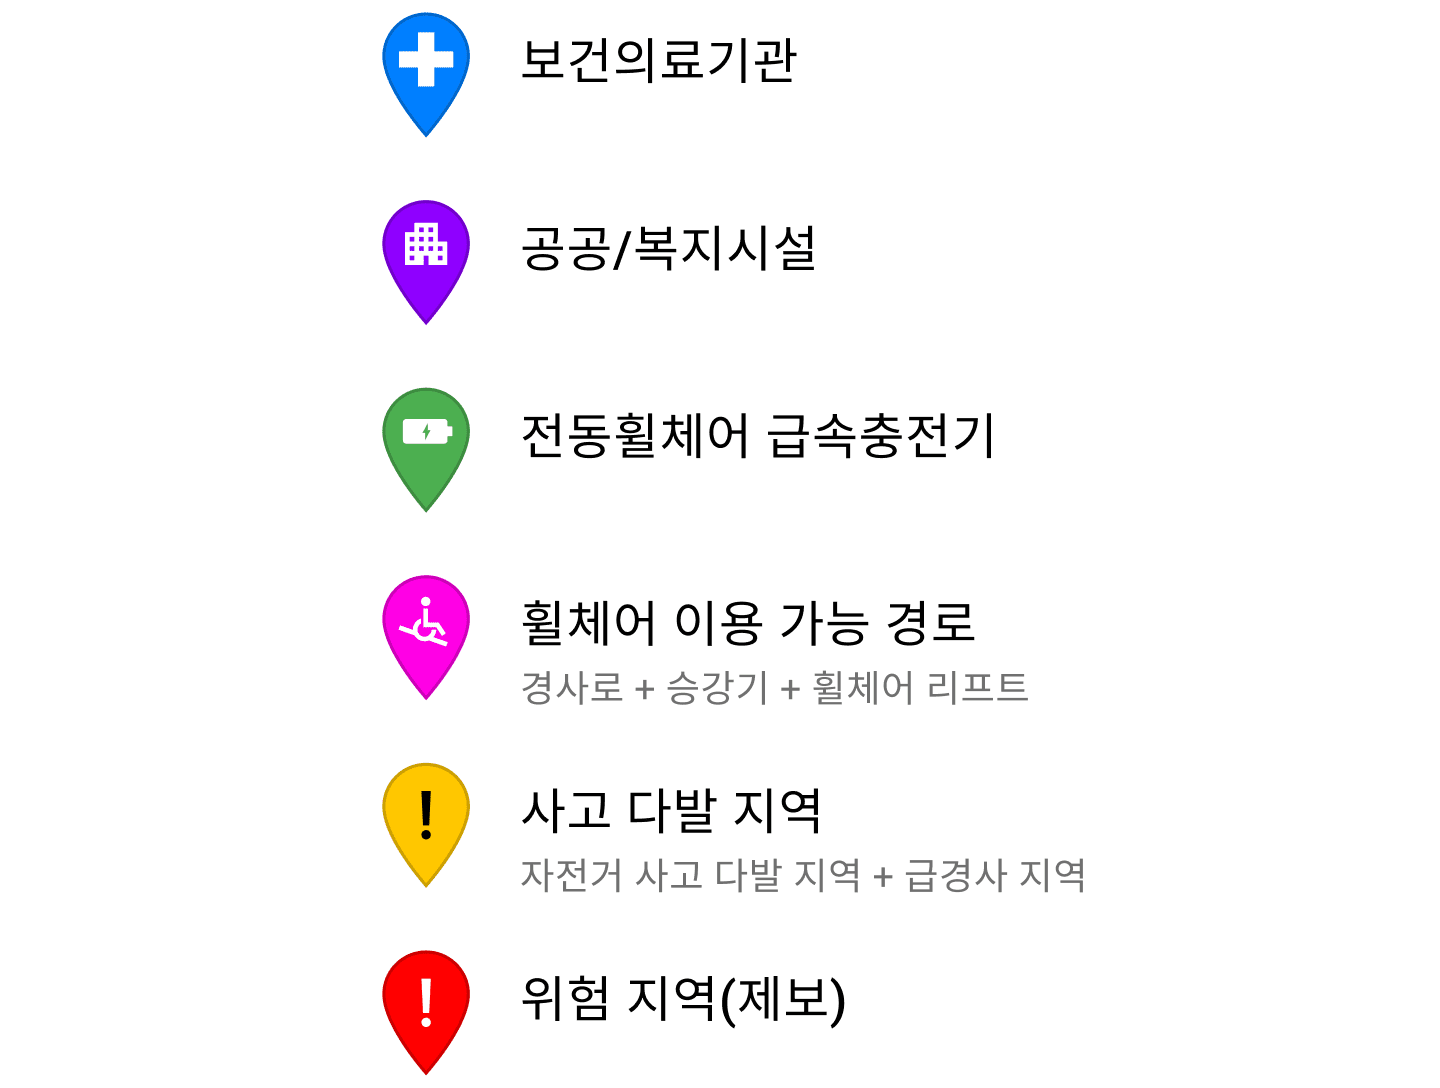 보건의료기관
공공/복지시설
전동휠체어 급속충전기
휠체어 이용 가능 경로
경사로 + 승강기 + 휠체어 리프트
사고 다발 지역
자전거 사고 다발 지역 + 급경사 지역
위험 지역(제보)